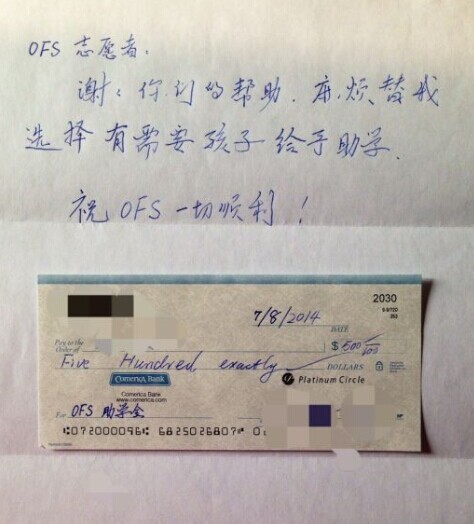 OFS 志愿者,
谢谢你们的帮助. 麻烦替我
选择有需要孩子给予助学.
祝 OFS 一切顺利!
2030
7/8/2014
DATE
Pay to the
Order of
$ 500 00/100
Five Hundred exactly
DOLLARS
Comerica Bank
Platinum Circle
Comerica Bank
www.comerica.com
For OFS 助学金